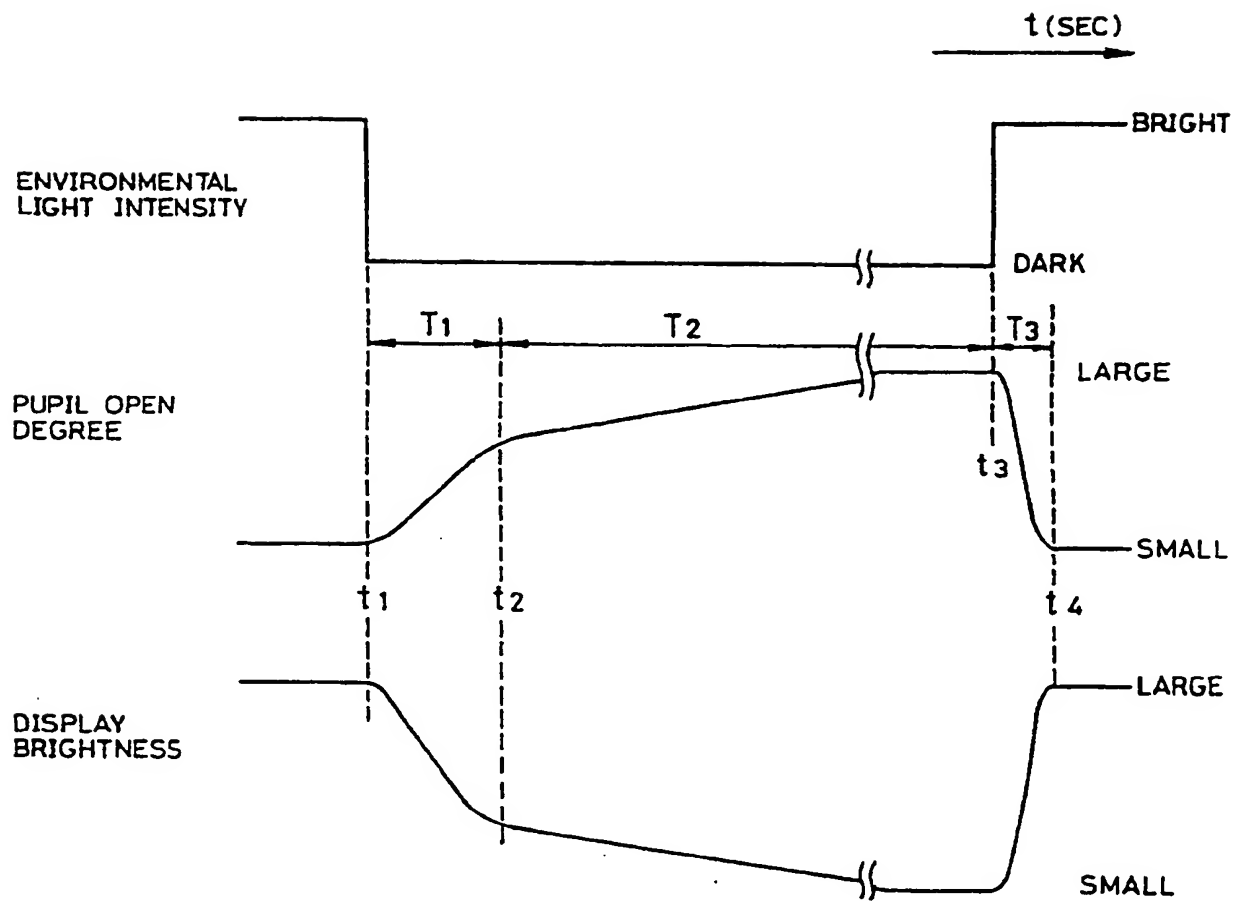 t (SEC)
BRIGHT
ENVIRONMENTAL
LIGHT INTENSITY
DARK
T1
T2
T3
LARGE
PUPIL OPEN
DEGREE
t3
SMALL
t1
t2
t4
LARGE
DISPLAY
BRIGHTNESS
SMALL